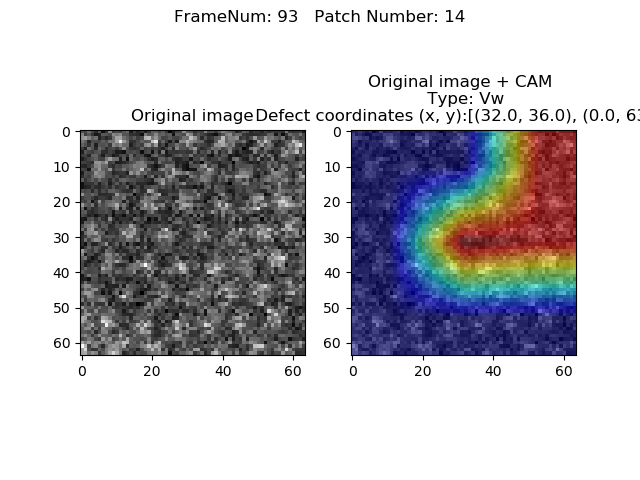 FrameNum: 93   Patch Number: 14
Original image + CAM
Type: Vw
Original image
Defect coordinates (x, y):[(32.0, 36.0), (0.0, 63
0
10
20
30
40
50
60
0 20 40 60
0
10
20
30
40
50
60
0 20 40 60